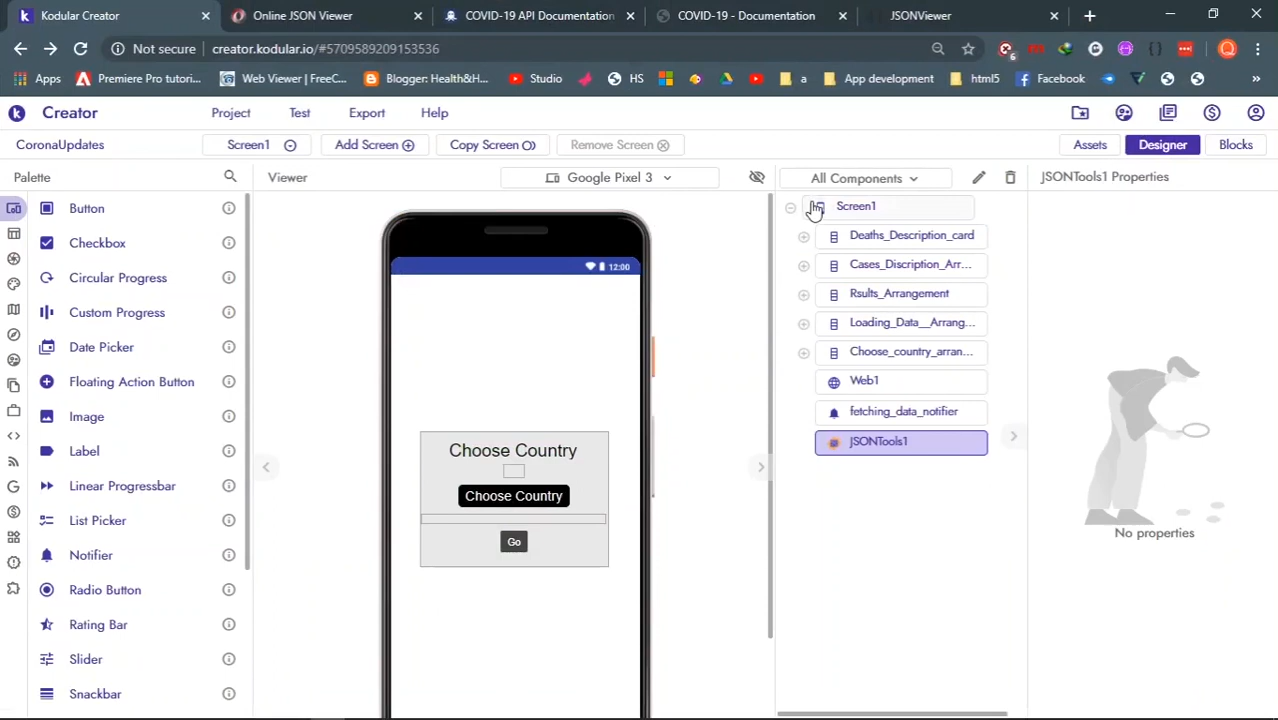 Kodular Creator
Online JSON Viewer
COVID-19 API Documentation
COVID-19 - Documentation
JSONViewer
Not secure creator.kodular.io/#5709589209153536
6
Apps
Premiere Pro tutori...
Web Viewer | FreeC...
Blogger: Health&H...
Studio
HS
a
App development
html5
Facebook
Creator
Project
Test
Export
Help
CoronaUpdates
Screen1
Add Screen
Copy Screen
Remove Screen
Assets
Designer
Blocks
Palette
Viewer
Google Pixel 3
All Components
JSONTools1 Properties
Button
Checkbox
Circular Progress
Custom Progress
Date Picker
Floating Action Button
Image
Label
Linear Progressbar
List Picker
Notifier
Radio Button
Rating Bar
Slider
Snackbar
12:00
Choose Country
Choose Country
Go
Screen1
Deaths_Description_card
Cases_Discription_Arr...
Rsults_Arrangement
Loading_Data__Arrang...
Choose_country_arran...
Web1
fetching_data_notifier
JSONTools1
No properties